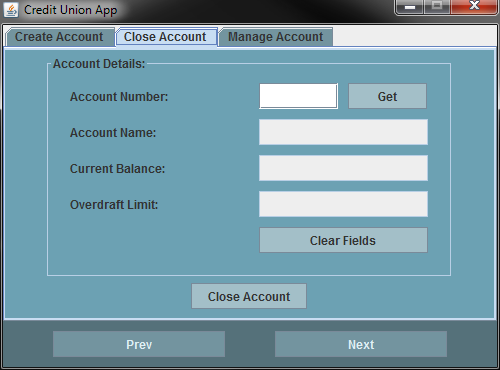 Credit Union App
Create Account Close Account Manage Account
Account Details:
Account Number: Get
Account Name:
Current Balance:
Overdraft Limit:
Clear Fields
Close Account
Prev Next